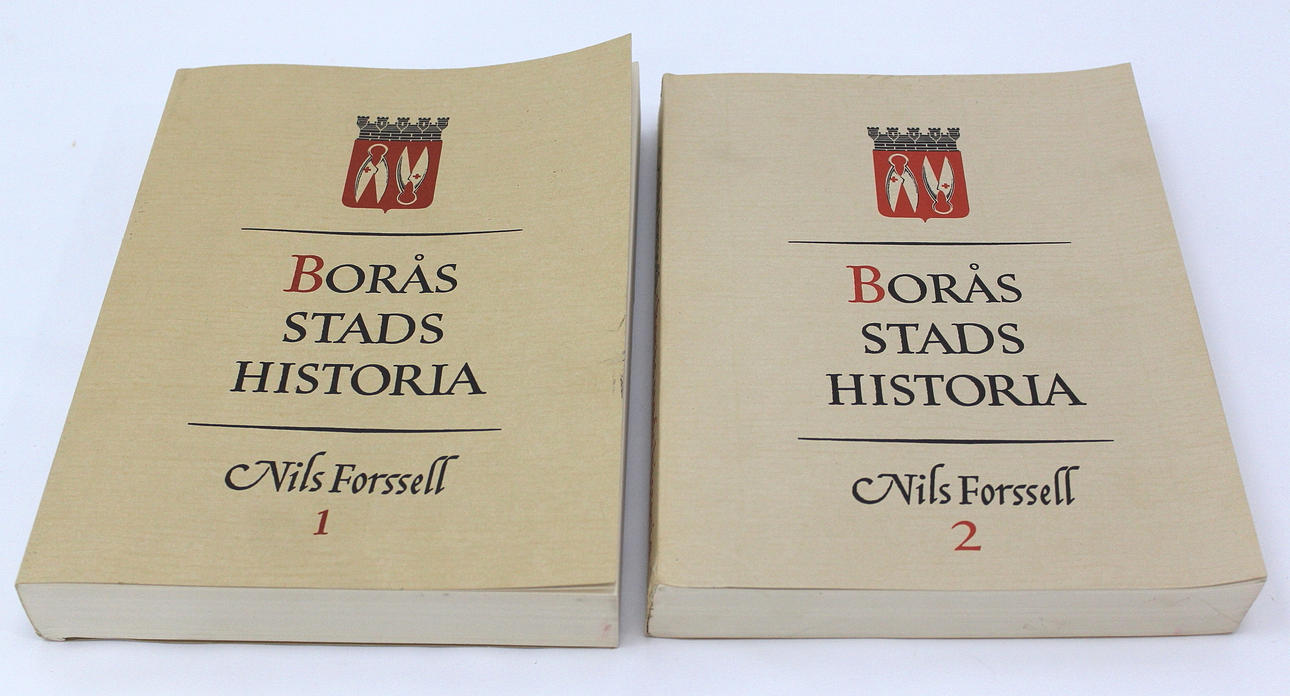 BORÅS
STADS
HISTORIA
Nils Forssell
1
BORÅS
STADS
HISTORIA
Nils Forssell
2